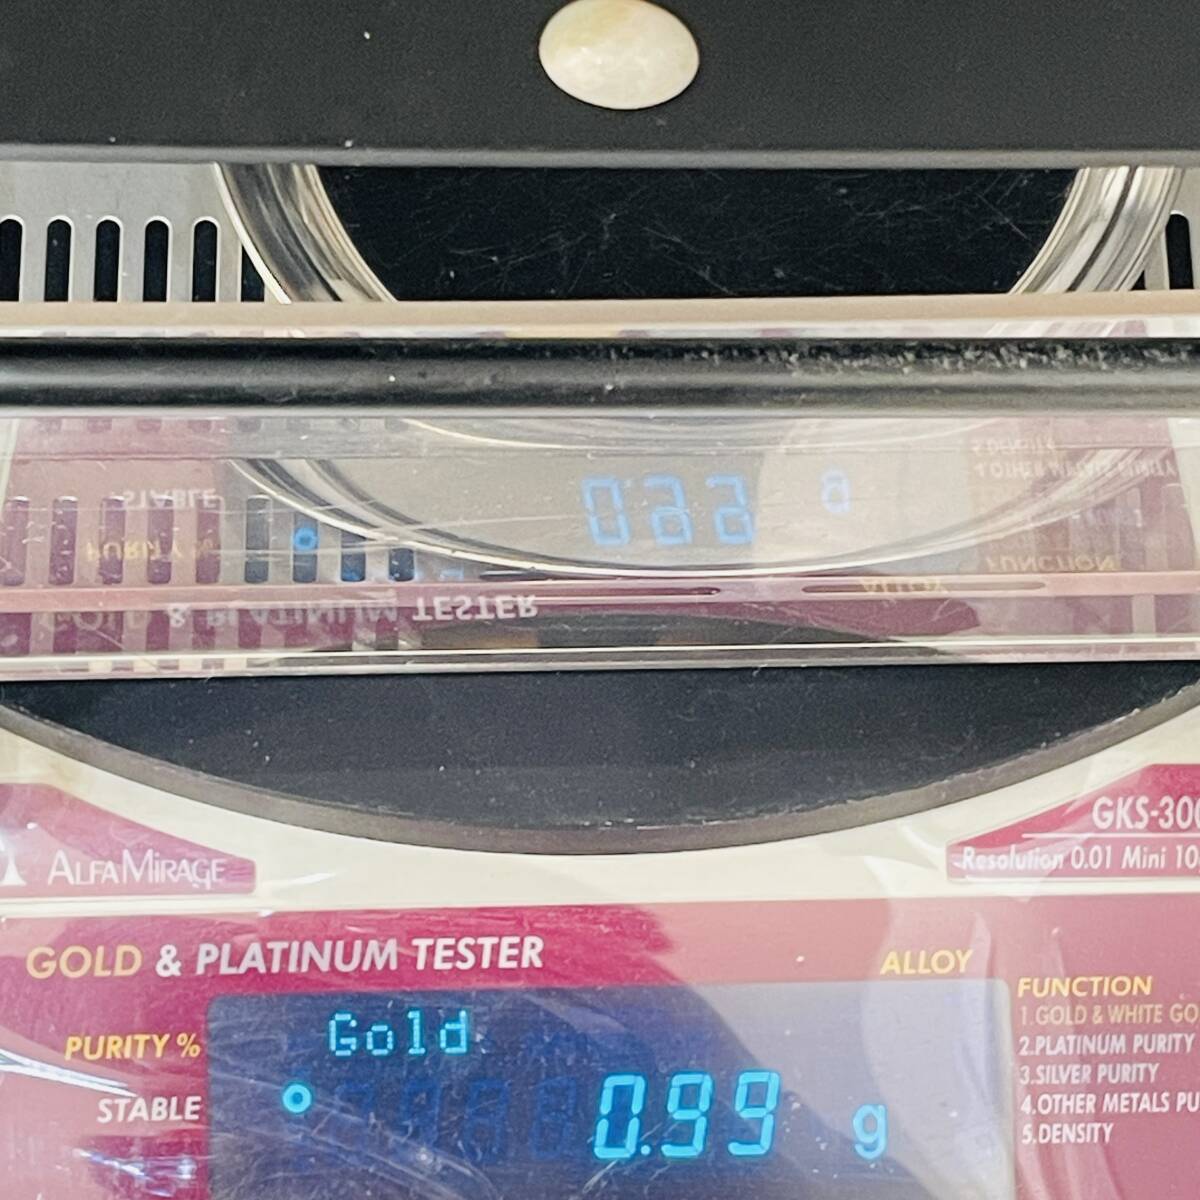 ALFAMIRAGE
GKS-300
Resolution 0.01 Mini 10
GOLD & PLATINUM TESTER
ALLOY
PURITY %
STABLE
Gold
0.99 g
FUNCTION
1.GOLD & WHITE GO
2.PLATINUM PURITY
3.SILVER PURITY
4.OTHER METALS PU
5.DENSITY